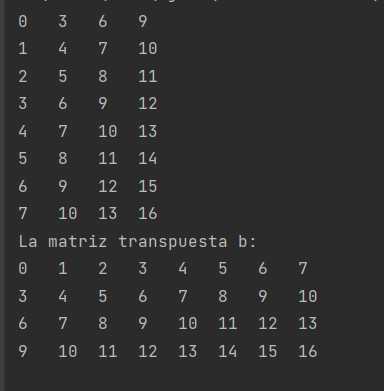 0 3 6 9
1 4 7 10
2 5 8 11
3 6 9 12
4 7 10 13
5 8 11 14
6 9 12 15
7 10 13 16
La matriz transpuesta b:
0 1 2 3 4 5 6 7
3 4 5 6 7 8 9 10
6 7 8 9 10 11 12 13
9 10 11 12 13 14 15 16